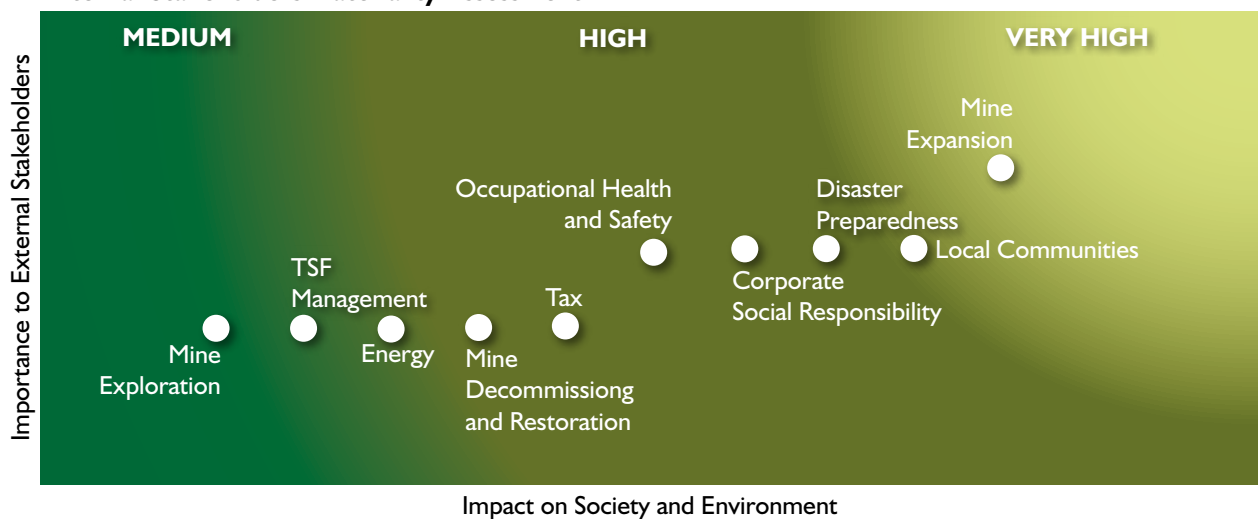 MEDIUM
HIGH
VERY HIGH
Importance to External Stakeholders
Mine
Expansion
Occupational Health
and Safety
Disaster
Preparedness
Local Communities
Corporate
Social Responsibility
TSF
Management
Tax
Energy
Mine
Exploration
Mine
Decommissiong
and Restoration
Impact on Society and Environment